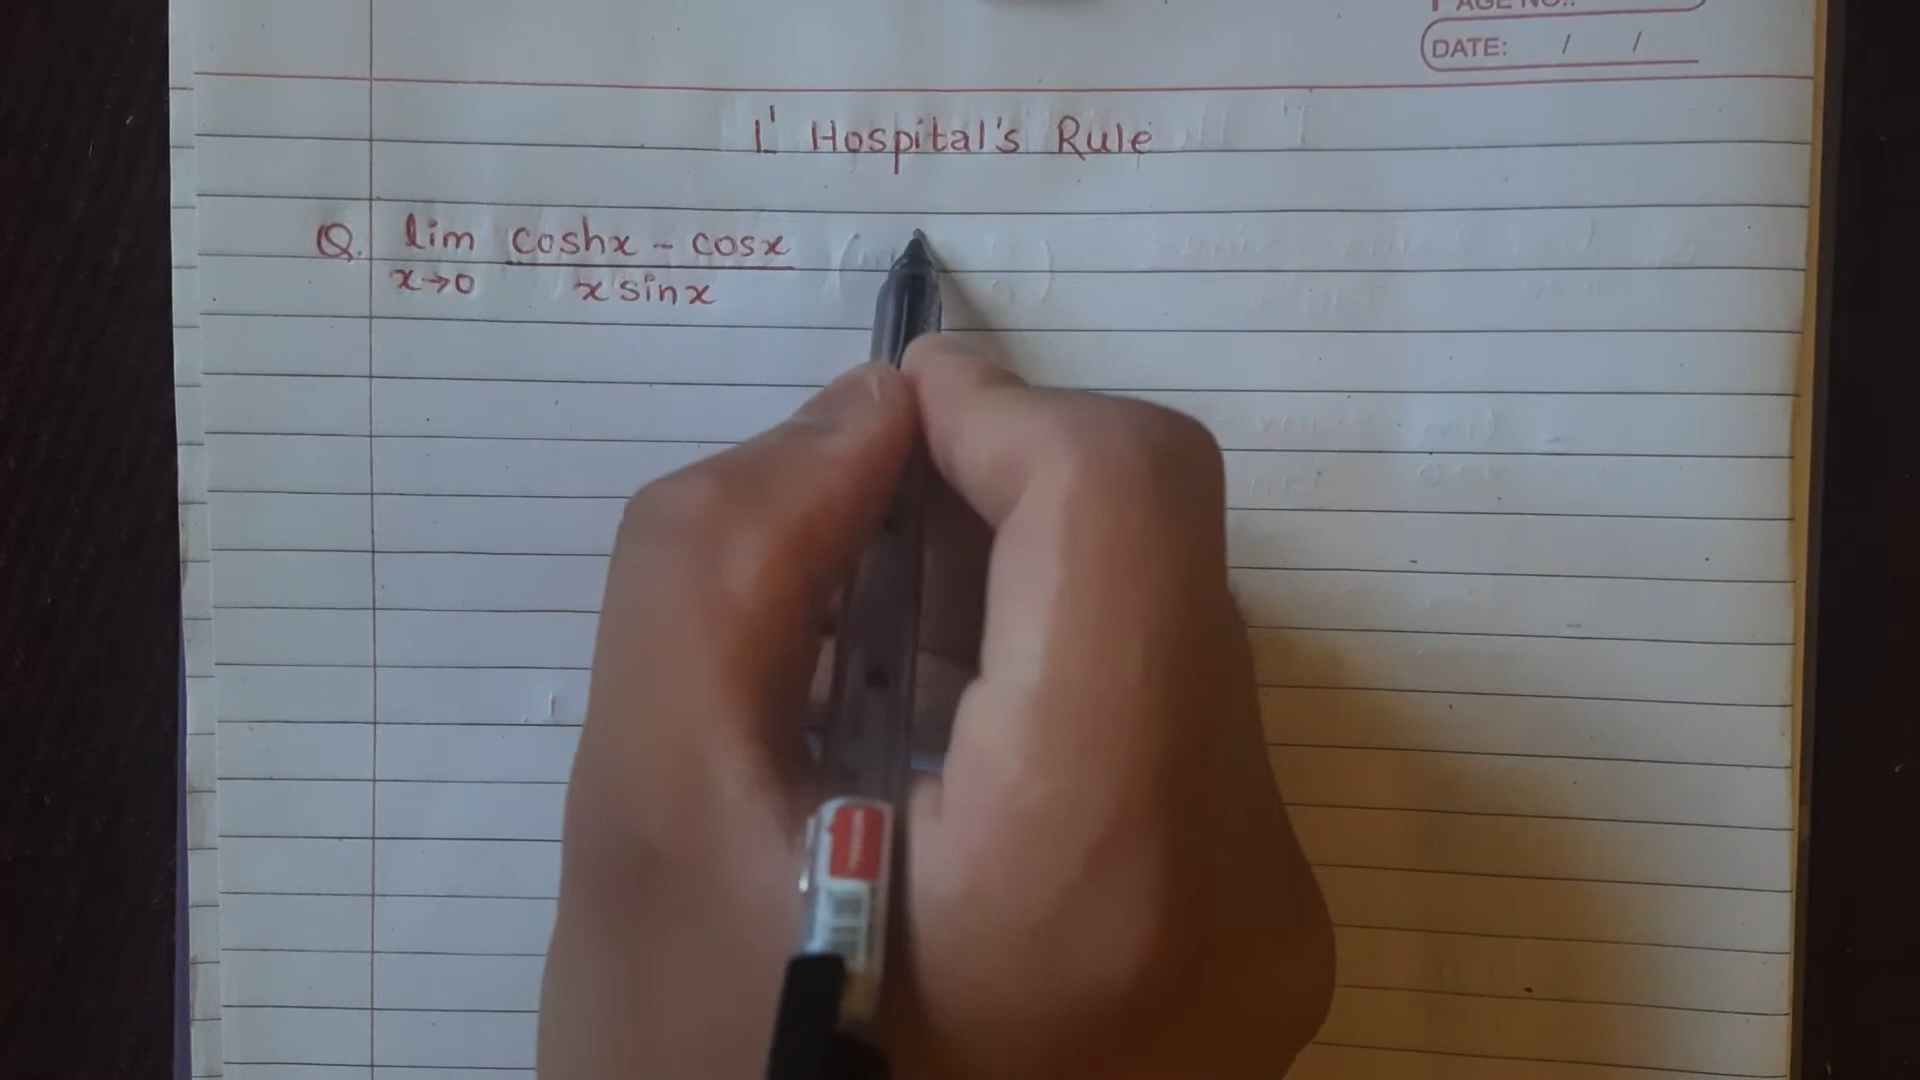 PAGE NO.:
DATE: / /
L' Hospital's Rule
Q. lim coshx - cosx
x→0 x sinx